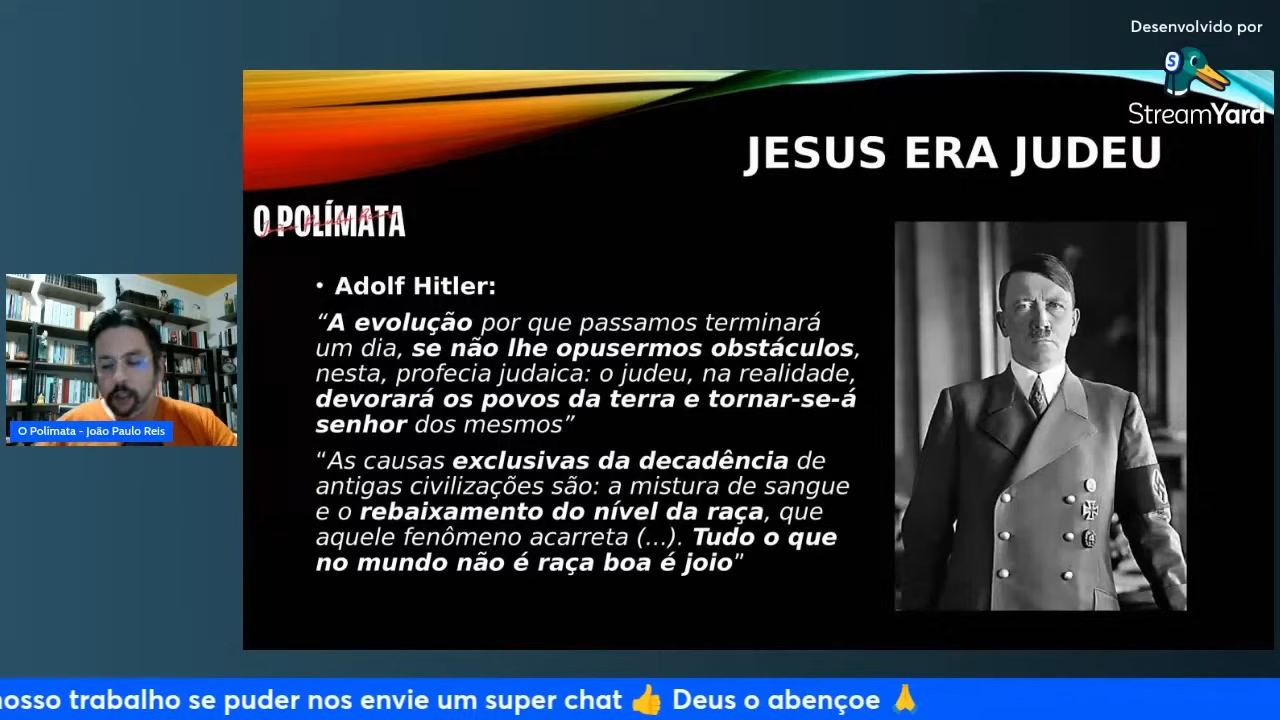 Desenvolvido por
StreamYard
JESUS ERA JUDEU
O POLÍMATA
• Adolf Hitler:
“A evolução por que passamos terminará
um dia, se não lhe opusermos obstáculos,
nesta, profecia judaica: o judeu, na realidade,
devorará os povos da terra e tornar-se-á
senhor dos mesmos”
“As causas exclusivas da decadência de
antigas civilizações são: a mistura de sangue
e o rebaixamento do nível da raça, que
aquele fenômeno acarreta (...). Tudo o que
no mundo não é raça boa é joio”
O Polimata - João Paulo Reis
nosso trabalho se puder nos envie um super chat 👍 Deus o abençoe 🙏